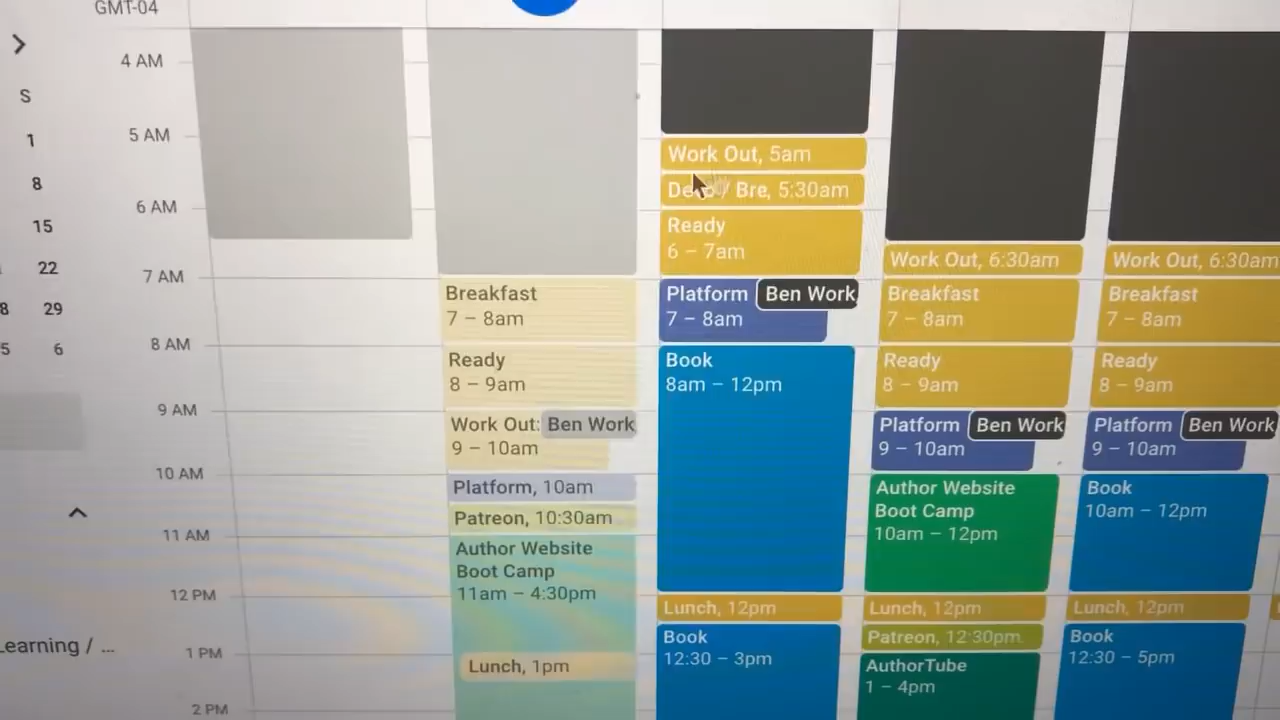 GMT-04
4 AM
S
5 AM
1
Work Out, 5am
8
Bre, 5:30am
6 AM
15
Ready
6 – 7am
Work Out, 6:30am
Work Out, 6:30am
22
7 AM
Breakfast
7 – 8am
Platform
Ben Work
7 – 8am
Breakfast
7 – 8am
Breakfast
7 – 8am
8
29
5
6
8 AM
Ready
8 – 9am
Book
8am – 12pm
Ready
8 – 9am
Ready
8 – 9am
9 AM
Work Out:
Ben Work
9 – 10am
Platform
Ben Work
9 – 10am
Platform
Ben Work
9 – 10am
10 AM
Platform, 10am
Patreon, 10:30am
Author Website
Boot Camp
10am – 12pm
Book
10am – 12pm
11 AM
Author Website
Boot Camp
11am – 4:30pm
12 PM
Lunch, 12pm
Lunch, 12pm
Lunch, 12pm
Learning / ...
1 PM
Lunch, 1pm
Book
12:30 – 3pm
Patreon, 12:30pm
AuthorTube
1 – 4pm
Book
12:30 – 5pm
2 PM